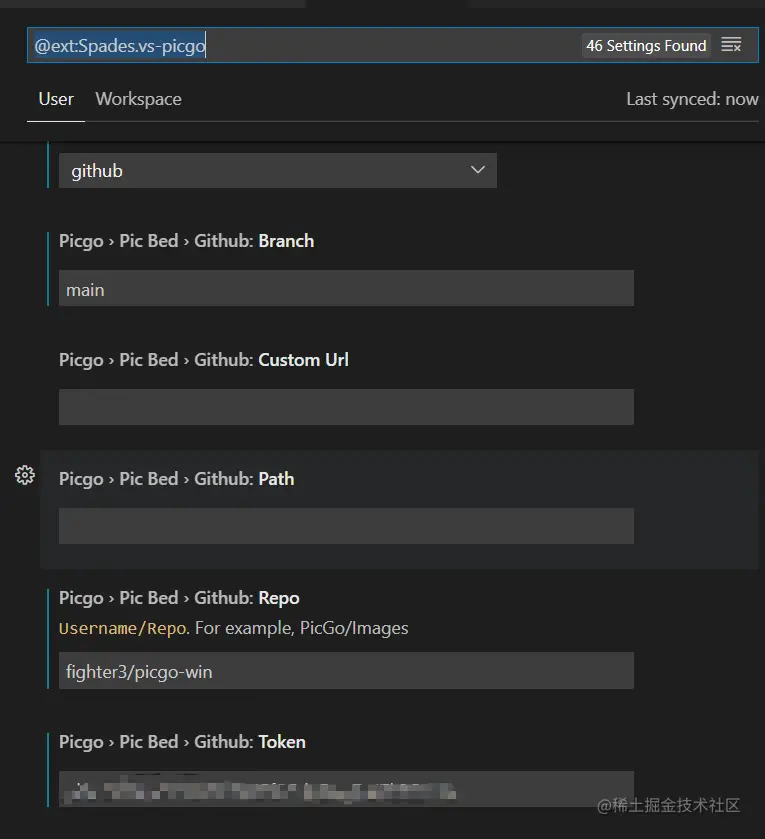 @ext:Spades.vs-picgo
46 Settings Found
User Workspace Last synced: now
github
Picgo › Pic Bed › Github: Branch
main
Picgo › Pic Bed › Github: Custom Url
Picgo › Pic Bed › Github: Path
Picgo › Pic Bed › Github: Repo
Username/Repo. For example, PicGo/Images
fighter3/picgo-win
Picgo › Pic Bed › Github: Token
@稀土掘金技术社区